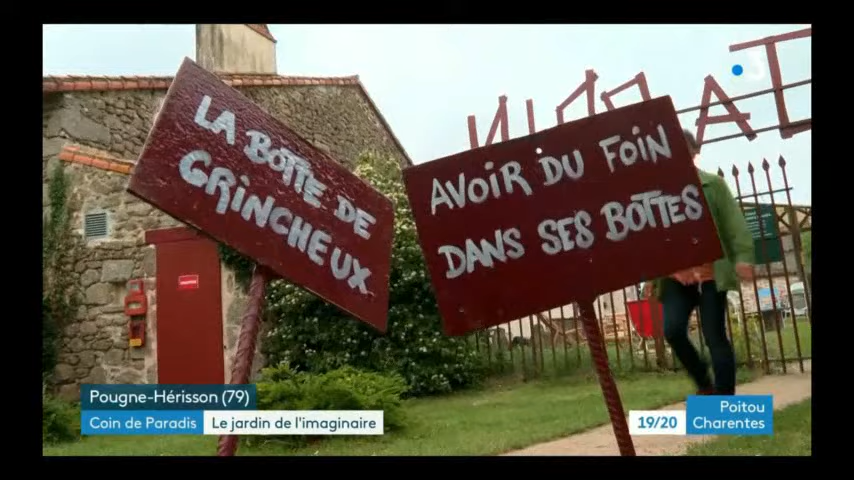 LA BOTTE DE
GRINCHEUX
AVOIR DU FOIN
DANS SES BOTTES
Pougne-Hérisson (79)
Coin de Paradis
Le jardin de l'imaginaire
19/20
Poitou
Charentes